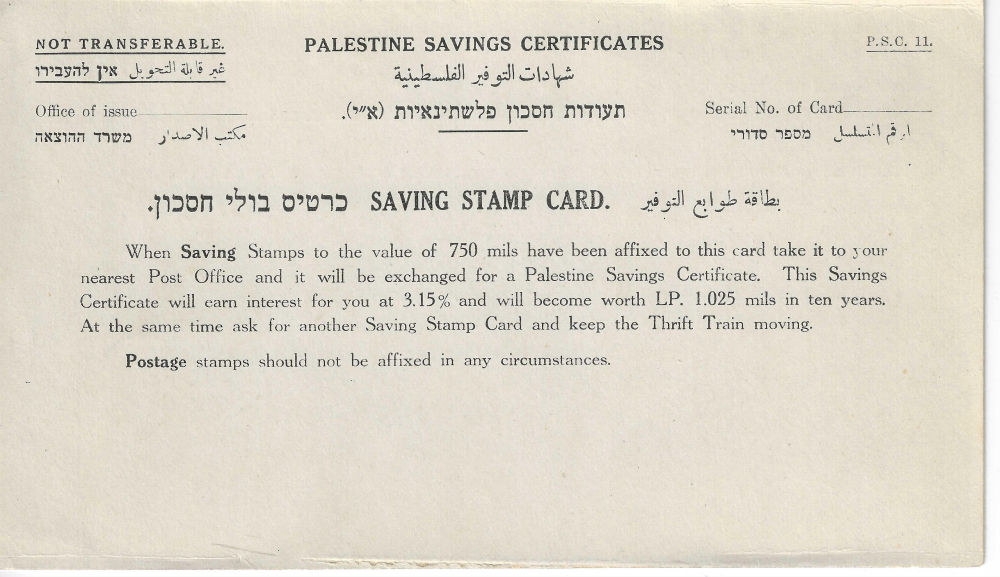 NOT TRANSFERABLE.
غير قابلة التحويل אין להעבירו
PALESTINE SAVINGS CERTIFICATES
شهادات التوفير الفلسطينية
תעודות חסכון פלשתינאיות (א״י).
P.S.C. 11.
Office of issue
משרד ההוצאה مكتب الاصدار
Serial No. of Card
מספר סדורי رقم التسلسل
כרטיס בולי חסכון. SAVING STAMP CARD. بطاقة طوابع التوفير
When Saving Stamps to the value of 750 mils have been affixed to this card take it to your
nearest Post Office and it will be exchanged for a Palestine Savings Certificate. This Savings
Certificate will earn interest for you at 3.15% and will become worth LP. 1.025 mils in ten years.
At the same time ask for another Saving Stamp Card and keep the Thrift Train moving.
Postage stamps should not be affixed in any circumstances.